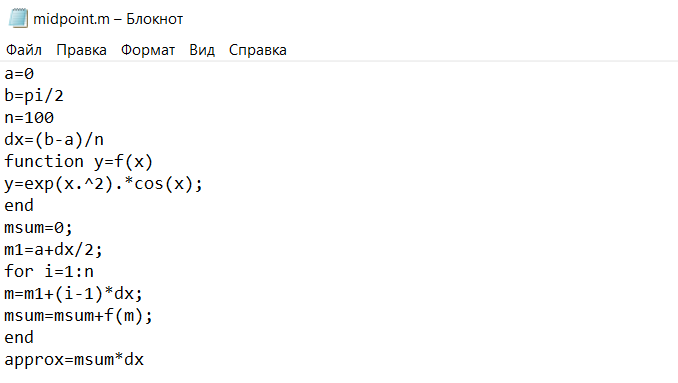 midpoint.m – Блокнот
Файл Правка Формат Вид Справка
a=0
b=pi/2
n=100
dx=(b-a)/n
function y=f(x)
y=exp(x.^2).*cos(x);
end
msum=0;
m1=a+dx/2;
for i=1:n
m=m1+(i-1)*dx;
msum=msum+f(m);
end
approx=msum*dx